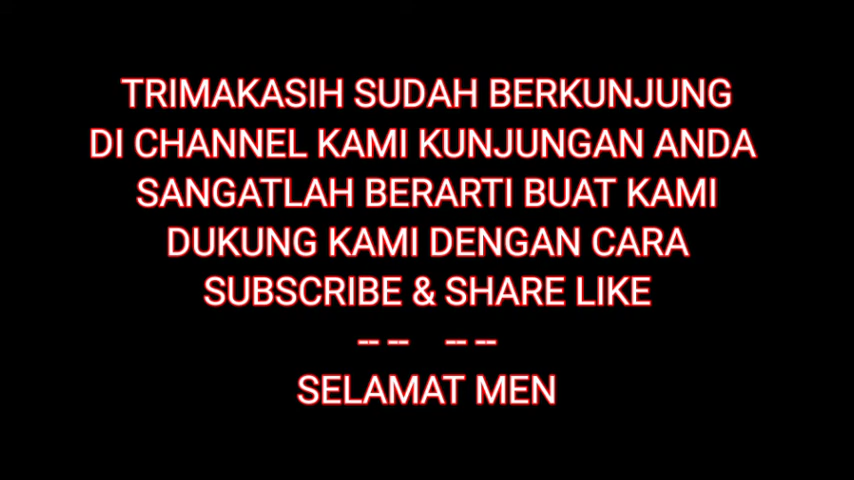 TRIMAKASIH SUDAH BERKUNJUNG
DI CHANNEL KAMI KUNJUNGAN ANDA
SANGATLAH BERARTI BUAT KAMI
DUKUNG KAMI DENGAN CARA
SUBSCRIBE & SHARE LIKE
-- --    -- --
SELAMAT MEN